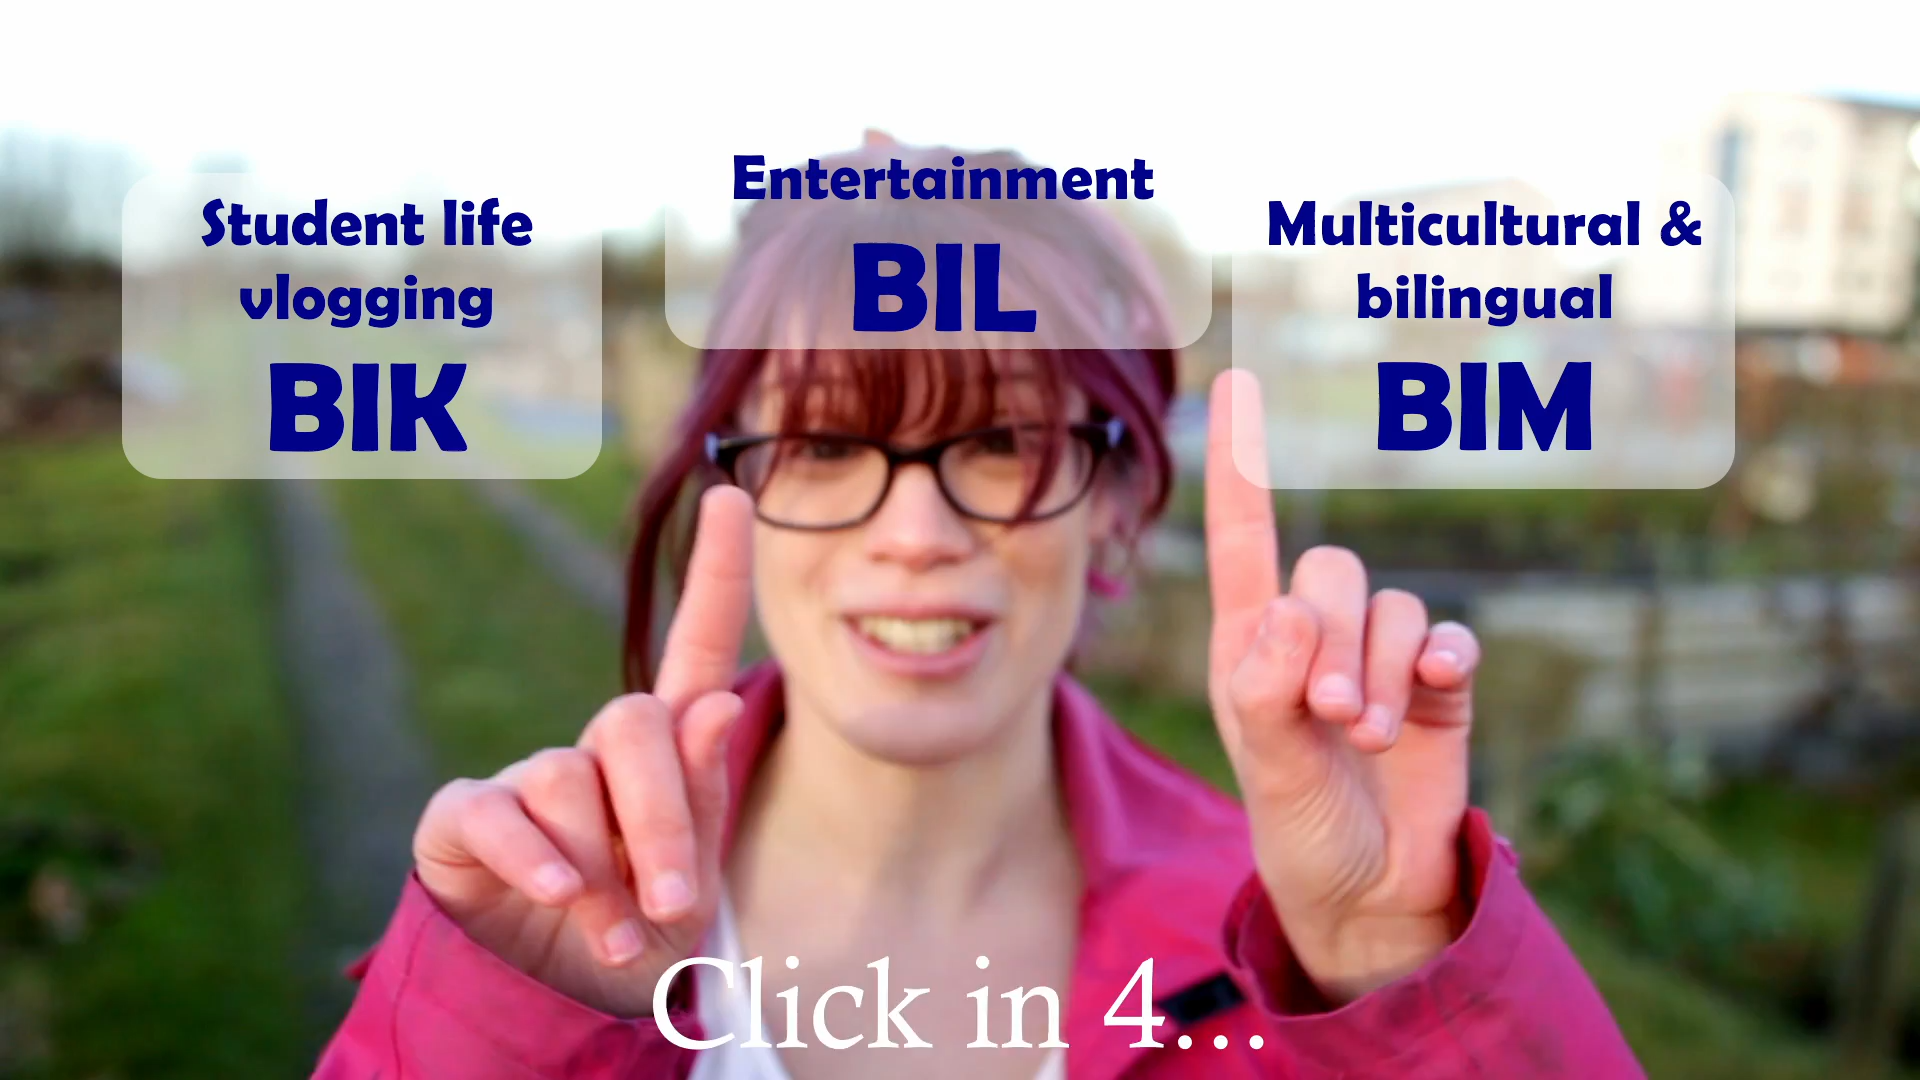 Student life
vlogging
BIK
Entertainment
BIL
Multicultural &
bilingual
BIM
Click in 4...